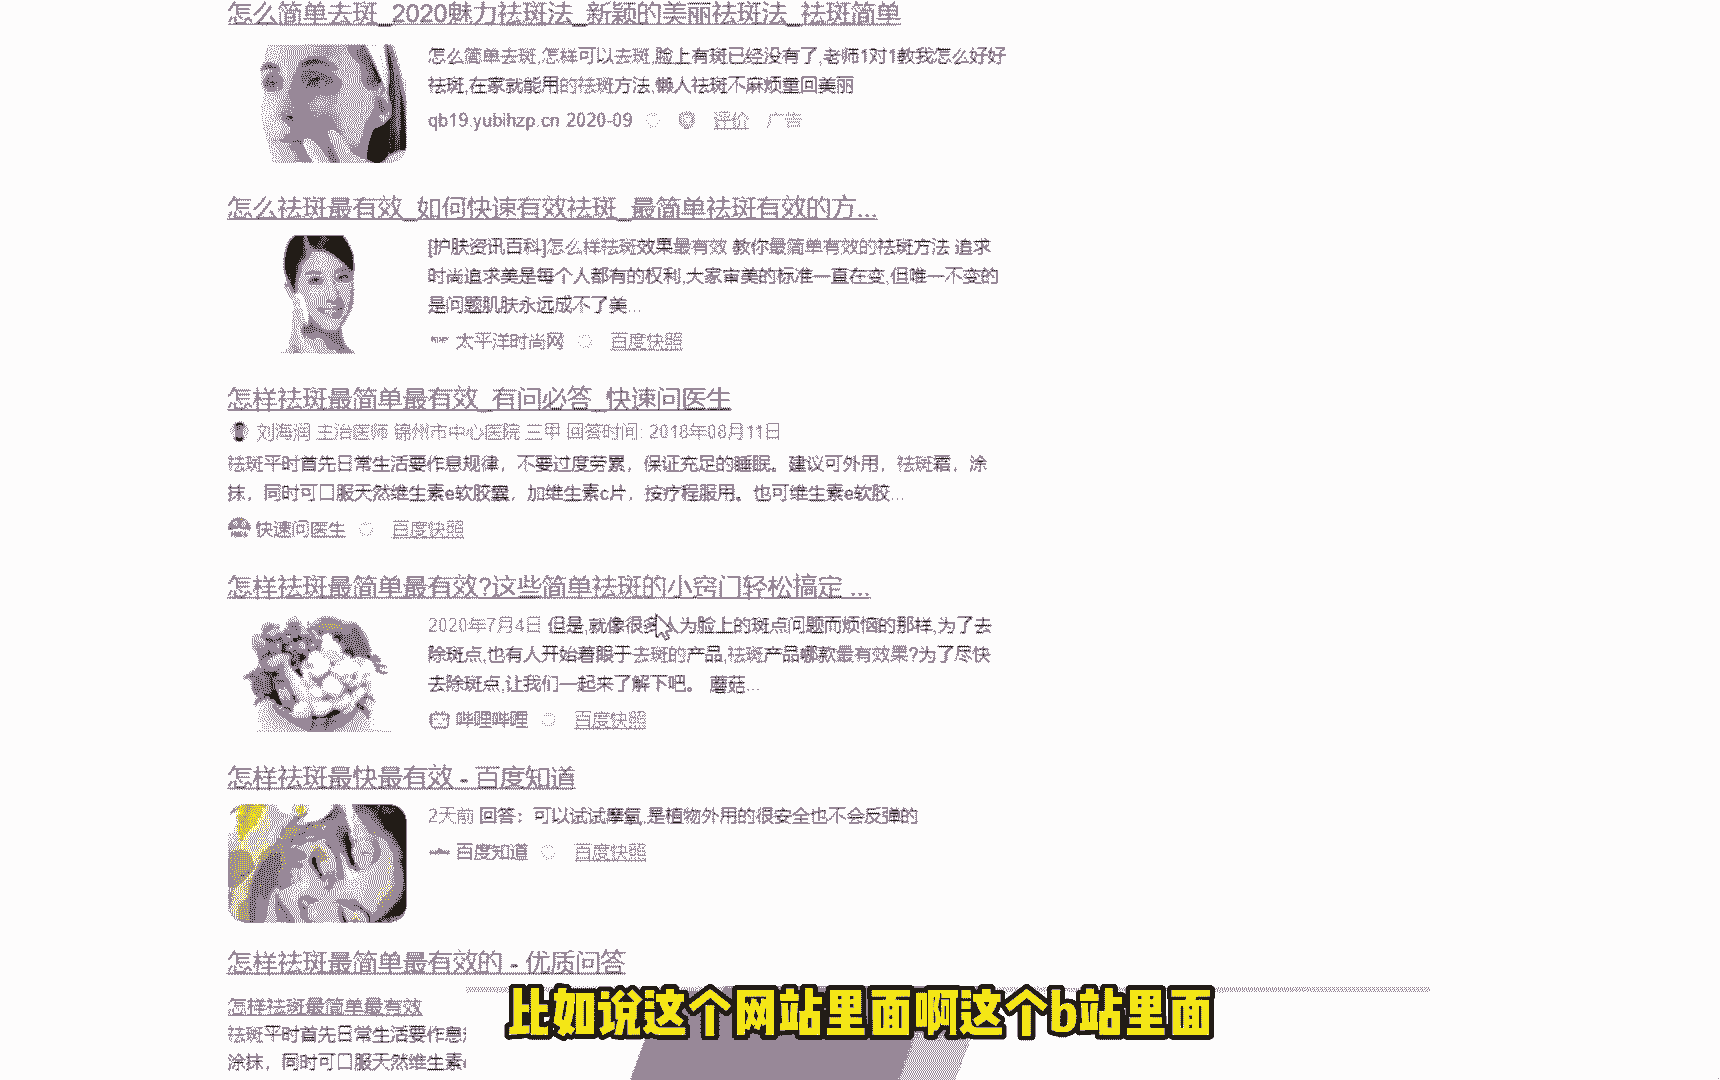 怎么简单去斑_2020魅力祛斑法_新颖的美丽祛斑法_祛斑简单
怎么简单去斑,怎样可以去斑,脸上有斑已经没有了,老师1对1教我怎么好好
祛斑,在家就能用的祛斑方法,懒人祛斑不麻烦重回美丽
qb19.yubihzp.cn 2020-09 评价 广告
怎么祛斑最有效_如何快速有效祛斑_最简单祛斑有效的方...
[护肤资讯百科]怎么样祛斑效果最有效 教你最简单有效的祛斑方法 追求
时尚追求美是每个人都有的权利,大家审美的标准一直在变,但唯一不变的
是问题肌肤永远成不了美...
太平洋时尚网 百度快照
怎样祛斑最简单最有效_有问必答_快速问医生
刘海润 主治医师 锦州市中心医院 三甲 回答时间: 2018年08月11日
祛斑平时首先日常生活要作息规律，不要过度劳累，保证充足的睡眠。建议可外用，祛斑霜，涂
抹，同时可口服天然维生素e软胶囊，加维生素c片，按疗程服用。也可维生素e软胶...
快速问医生 百度快照
怎样祛斑最简单最有效?这些简单祛斑的小窍门轻松搞定 ...
2020年7月4日 但是,就像很多人为脸上的斑点问题而烦恼的那样,为了去
除斑点,也有人开始着眼于去斑的产品,祛斑产品哪款最有效果?为了尽快
去除斑点,让我们一起来了解下吧。 蘑菇...
哔哩哔哩 百度快照
怎样祛斑最快最有效 - 百度知道
2天前 回答：可以试试摩氧,是植物外用的很安全也不会反弹的
百度知道 百度快照
怎样祛斑最简单最有效的 - 优质问答
怎样祛斑最简单最有效
祛斑平时首先日常生活要作息
涂抹，同时可口服天然维生素
比如说这个网站里面啊这个b站里面